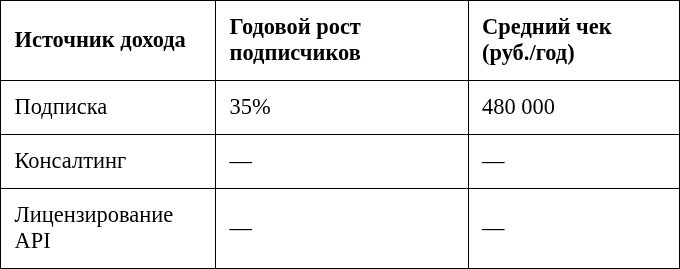 Источник дохода
Годовой рост
подписчиков
Средний чек
(руб./год)
Подписка
35%
480 000
Консалтинг
—
—
Лицензирование
API
—
—